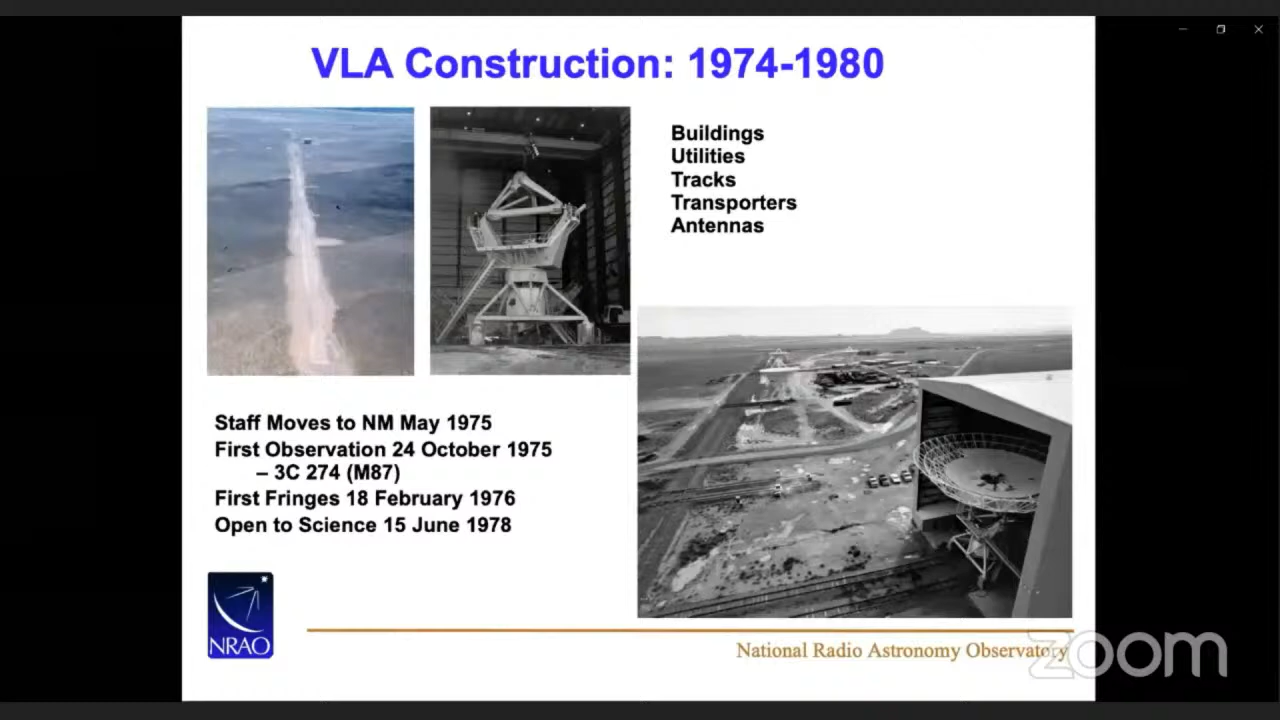 VLA Construction: 1974-1980
Buildings
Utilities
Tracks
Transporters
Antennas
Staff Moves to NM May 1975
First Observation 24 October 1975
– 3C 274 (M87)
First Fringes 18 February 1976
Open to Science 15 June 1978
NRAO
National Radio Astronomy Observatory
zoom